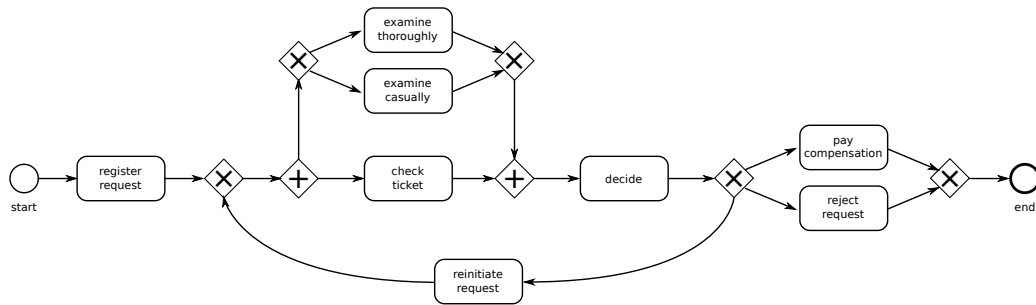 examine
thoroughly
examine
casually
start
register
request
check
ticket
decide
pay
compensation
reject
request
end
reinitiate
request